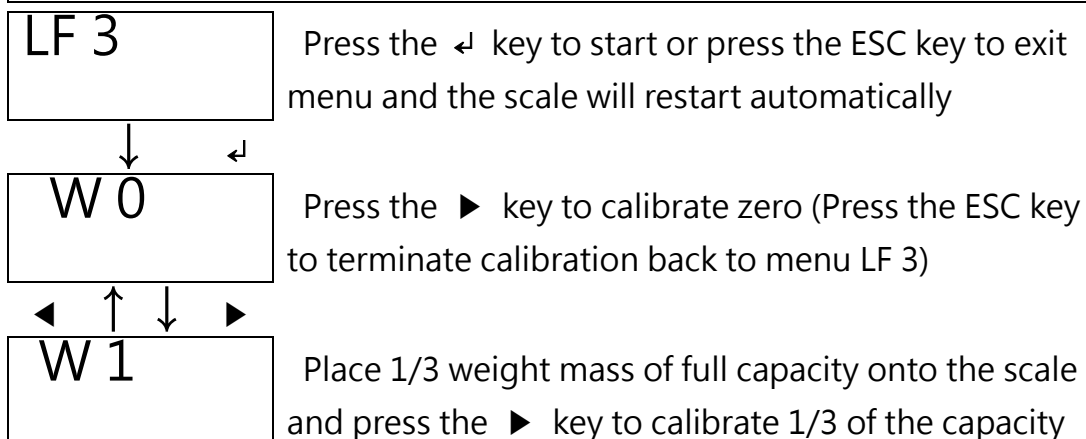 LF 3
Press the ↵ key to start or press the ESC key to exit
menu and the scale will restart automatically
↓ ↵
W 0
Press the ▶ key to calibrate zero (Press the ESC key
to terminate calibration back to menu LF 3)
◀ ↑ ↓ ▶
W 1
Place 1/3 weight mass of full capacity onto the scale
and press the ▶ key to calibrate 1/3 of the capacity